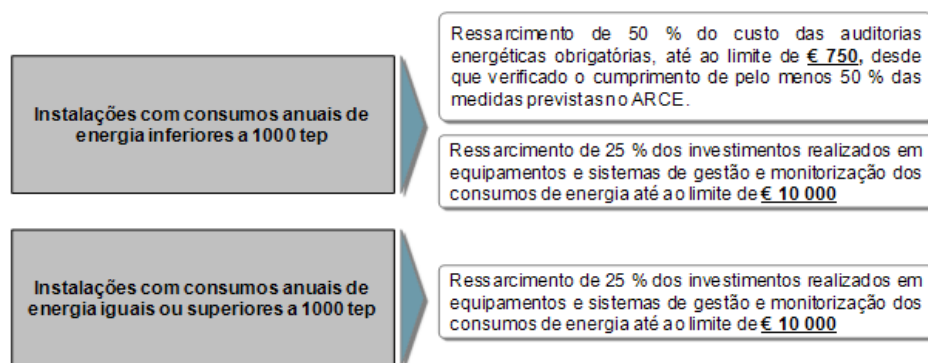 Instalações com consumos anuais de
energia inferiores a 1000 tep
Ressarcimento de 50 % do custo das auditorias
energéticas obrigatórias, até ao limite de € 750, desde
que verificado o cumprimento de pelo menos 50 % das
medidas previstas no ARCE.
Ressarcimento de 25 % dos investimentos realizados em
equipamentos e sistemas de gestão e monitorização dos
consumos de energia até ao limite de € 10 000
Instalações com consumos anuais de
energia iguais ou superiores a 1000 tep
Ressarcimento de 25 % dos investimentos realizados em
equipamentos e sistemas de gestão e monitorização dos
consumos de energia até ao limite de € 10 000